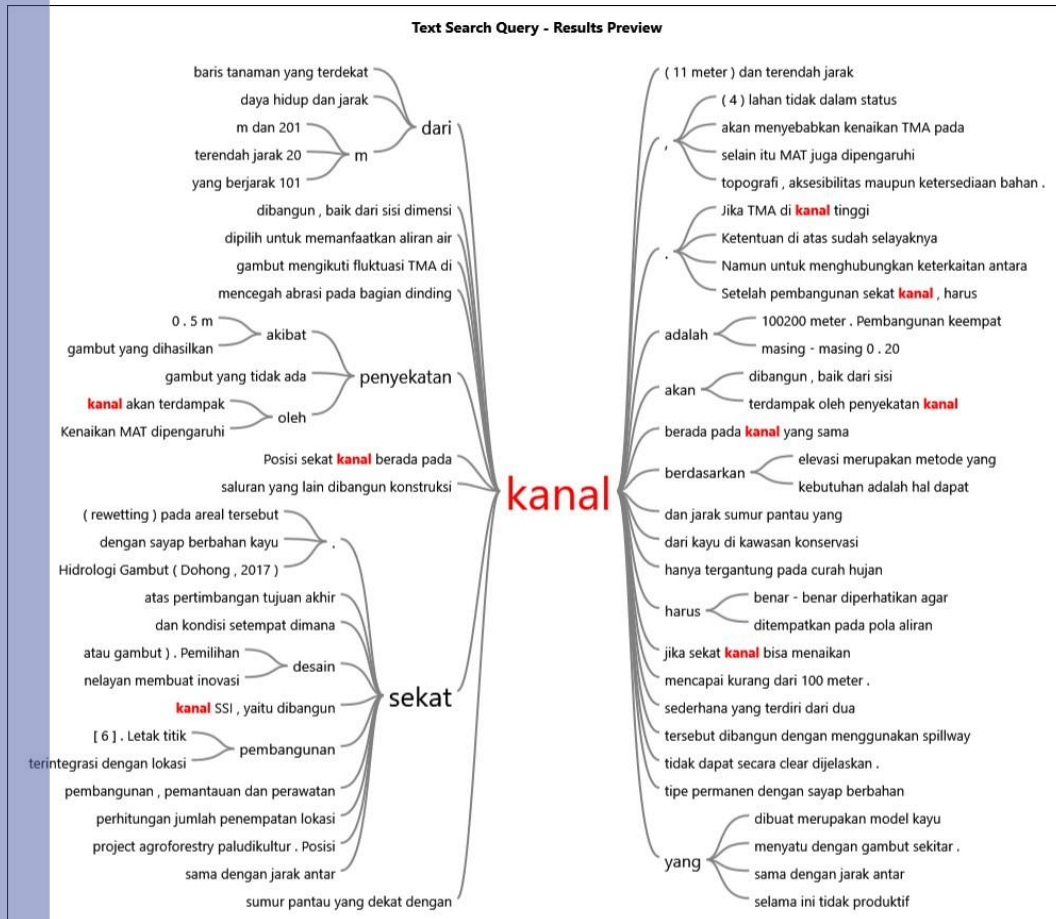 Text Search Query - Results Preview
baris tanaman yang terdekat
daya hidup dan jarak
m dan 201
terendah jarak 20
yang berjarak 101
m
dari
dibangun , baik dari sisi dimensi
dipilih untuk memanfaatkan aliran air
gambut mengikuti fluktuasi TMA di
mencegah abrasi pada bagian dinding
0 . 5 m
gambut yang dihasilkan
akibat
gambut yang tidak ada
kanal akan terdampak
Kenaikan MAT dipengaruhi
oleh
penyekatan
Posisi sekat kanal berada pada
saluran yang lain dibangun konstruksi
( rewetting ) pada areal tersebut
dengan sayap berbahan kayu
Hidrologi Gambut ( Dohong , 2017 )
.
atas pertimbangan tujuan akhir
dan kondisi setempat dimana
atau gambut ) . Pemilihan
nelayan membuat inovasi
desain
kanal SSI , yaitu dibangun
[ 6 ] . Letak titik
terintegrasi dengan lokasi
pembangunan
pembangunan , pemantauan dan perawatan
perhitungan jumlah penempatan lokasi
project agroforestry paludikultur . Posisi
sama dengan jarak antar
sekat
sumur pantau yang dekat dengan
kanal
( 11 meter ) dan terendah jarak
,
( 4 ) lahan tidak dalam status
akan menyebabkan kenaikan TMA pada
selain itu MAT juga dipengaruhi
topografi , aksesibilitas maupun ketersediaan bahan .
.
Jika TMA di kanal tinggi
Ketentuan di atas sudah selayaknya
Namun untuk menghubungkan keterkaitan antara
Setelah pembangunan sekat kanal , harus
adalah
100200 meter . Pembangunan keempat
masing - masing 0 . 20
akan
dibangun , baik dari sisi
terdampak oleh penyekatan kanal
berada pada kanal yang sama
berdasarkan
elevasi merupakan metode yang
kebutuhan adalah hal dapat
dan jarak sumur pantau yang
dari kayu di kawasan konservasi
hanya tergantung pada curah hujan
harus
benar - benar diperhatikan agar
ditempatkan pada pola aliran
jika sekat kanal bisa menaikan
mencapai kurang dari 100 meter .
sederhana yang terdiri dari dua
tersebut dibangun dengan menggunakan spillway
tidak dapat secara clear dijelaskan .
tipe permanen dengan sayap berbahan
yang
dibuat merupakan model kayu
menyatu dengan gambut sekitar .
sama dengan jarak antar
selama ini tidak produktif